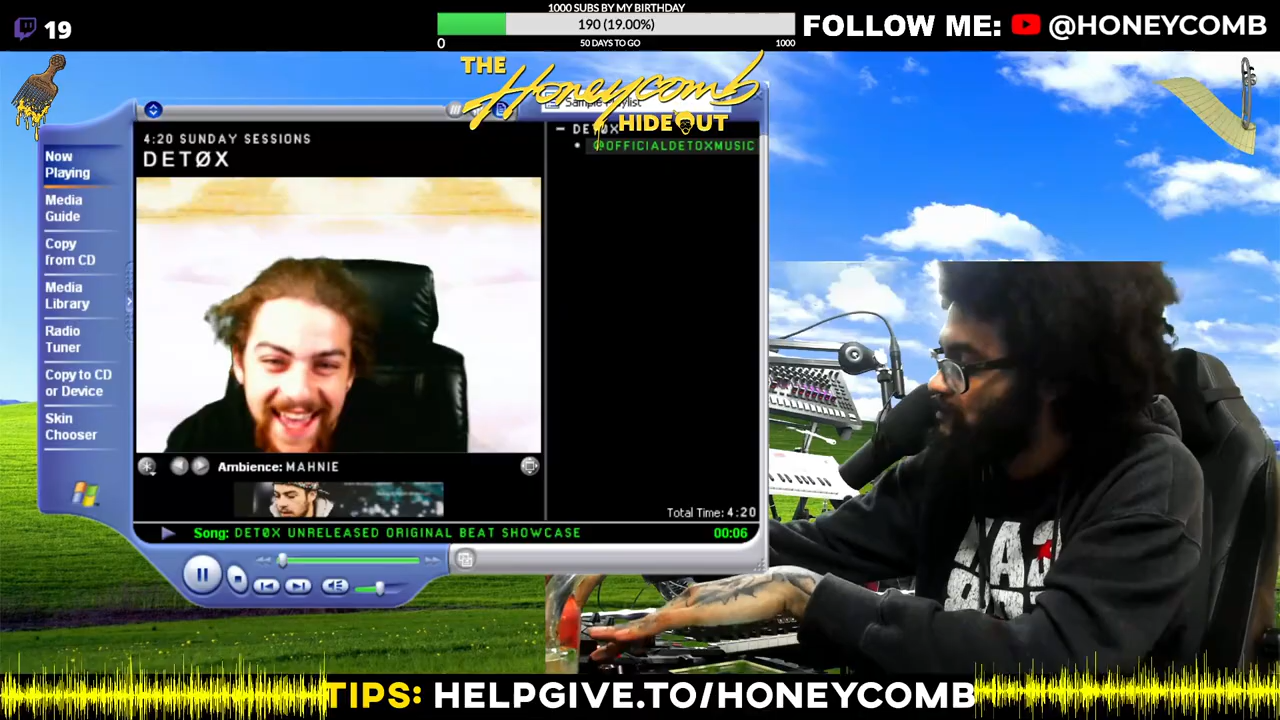 19
1000 SUBS BY MY BIRTHDAY
190 (19.00%)
0
50 DAYS TO GO
1000
FOLLOW ME: @HONEYCOMB
THE
Honeycomb
HIDEOUT
Sample Playlist
4:20 SUNDAY SESSIONS
DETØX
DETØX
@OFFICIALDETOXMUSIC
Now
Playing
Media
Guide
Copy
from CD
Media
Library
Radio
Tuner
Copy to CD
or Device
Skin
Chooser
Ambience: MAHNIE
Total Time: 4:20
Song: DETØX UNRELEASED ORIGINAL BEAT SHOWCASE
00:06
TIPS: HELPGIVE.TO/HONEYCOMB